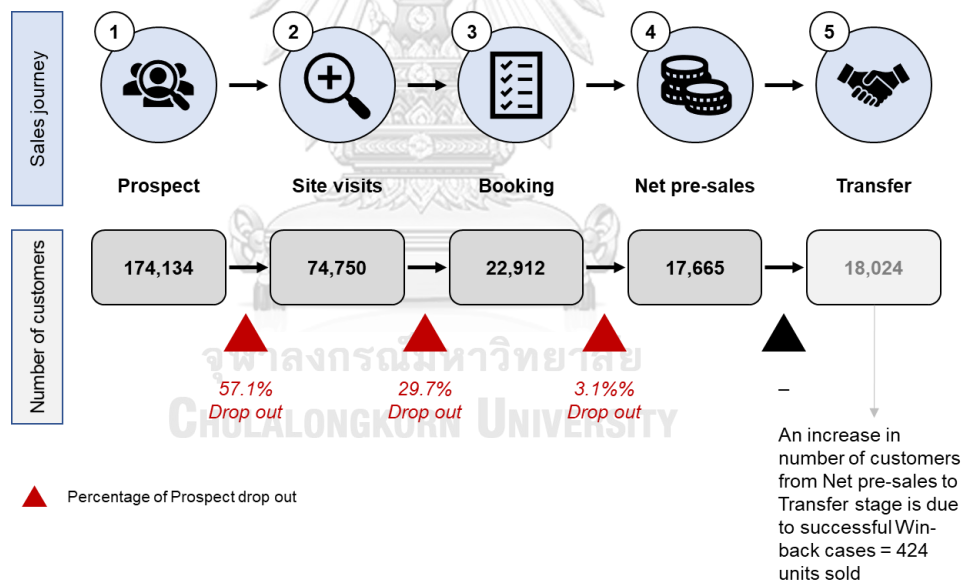 Sales journey
1
2
3
4
5
Prospect
Site visits
Booking
Net pre-sales
Transfer
Number of customers
174,134
74,750
22,912
17,665
18,024
57.1%
Drop out
29.7%
Drop out
3.1%%
Drop out
–
จุฬาลงกรณ์มหาวิทยาลัย
CHULALONGKORN UNIVERSITY
An increase in
number of customers
from Net pre-sales to
Transfer stage is due
to successful Win-
back cases = 424
units sold
Percentage of Prospect drop out